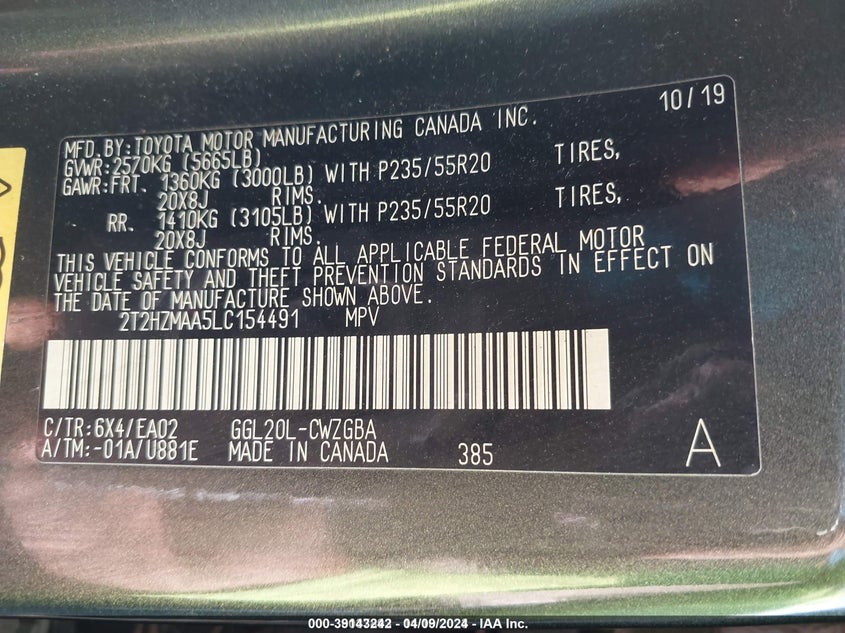 10/19
MFD.BY:TOYOTA MOTOR MANUFACTURING CANADA INC.
GVWR:2570KG (5665LB)
GAWR:FRT. 1360KG (3000LB) WITH P235/55R20 TIRES,
20X8J RIMS.
RR. 1410KG (3105LB) WITH P235/55R20 TIRES,
20X8J RIMS.
THIS VEHICLE CONFORMS TO ALL APPLICABLE FEDERAL MOTOR
VEHICLE SAFETY AND THEFT PREVENTION STANDARDS IN EFFECT ON
THE DATE OF MANUFACTURE SHOWN ABOVE.
2T2HZMAA5LC154491 MPV
C/TR:6X4/EA02 GGL20L-CWZGBA
A/TM:-01A/U881E MADE IN CANADA 385 A
000-39143242 - 04/09/2024 - IAA Inc.